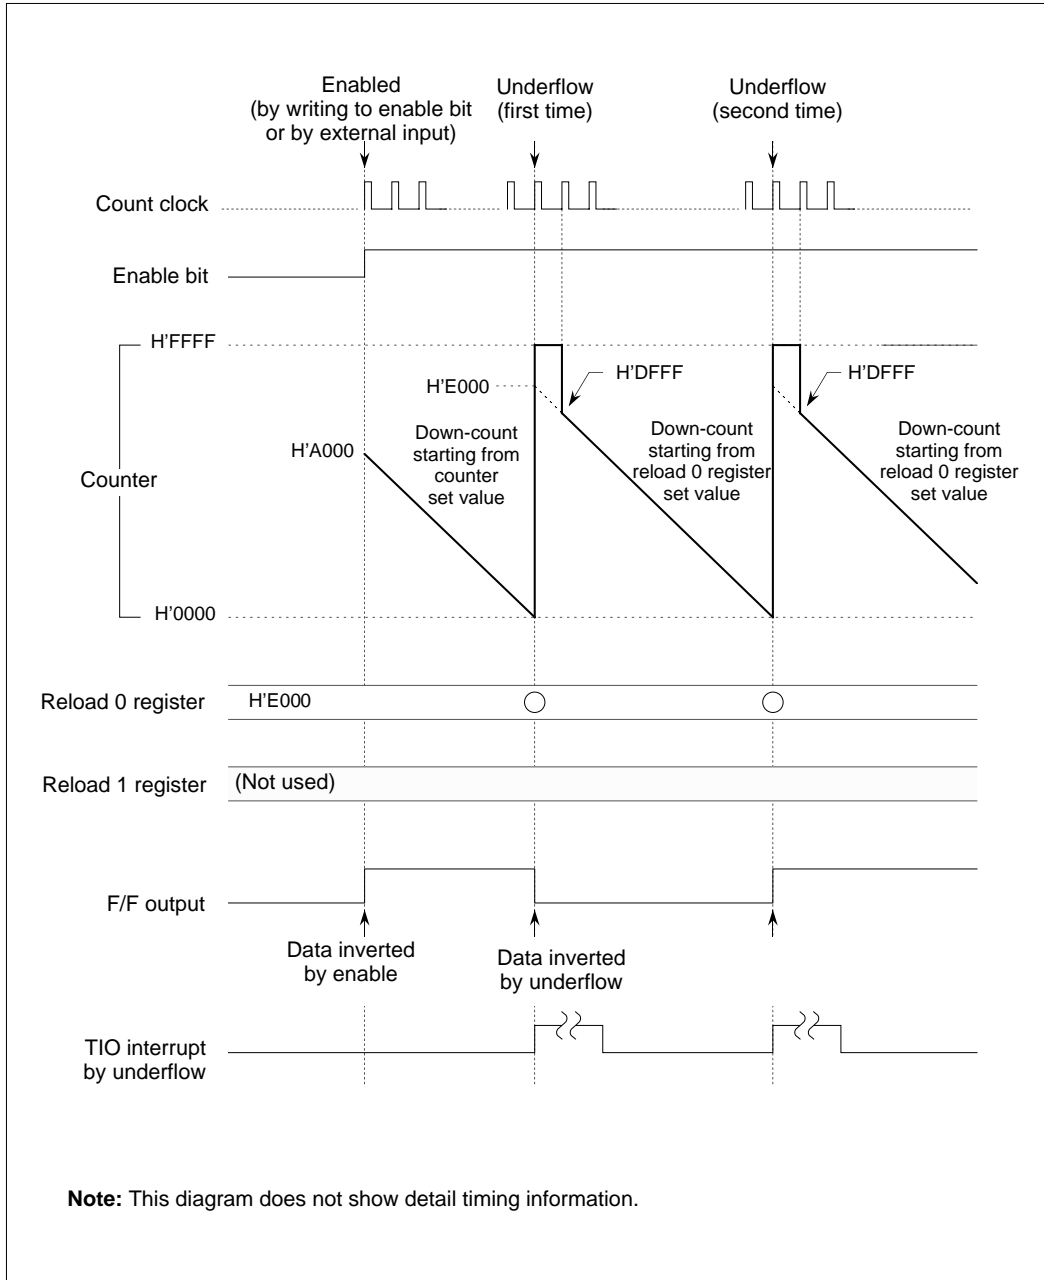 Enabled
(by writing to enable bit
or by external input)
Underflow
(first time)
Underflow
(second time)
Count clock
Enable bit
H'FFFF
H'E000
H'DFFF
H'DFFF
H'A000
Counter
Down-count
starting from
counter
set value
Down-count
starting from
reload 0 register
set value
Down-count
starting from
reload 0 register
set value
H'0000
Reload 0 register
H'E000
Reload 1 register
(Not used)
F/F output
Data inverted
by enable
Data inverted
by underflow
TIO interrupt
by underflow
Note: This diagram does not show detail timing information.